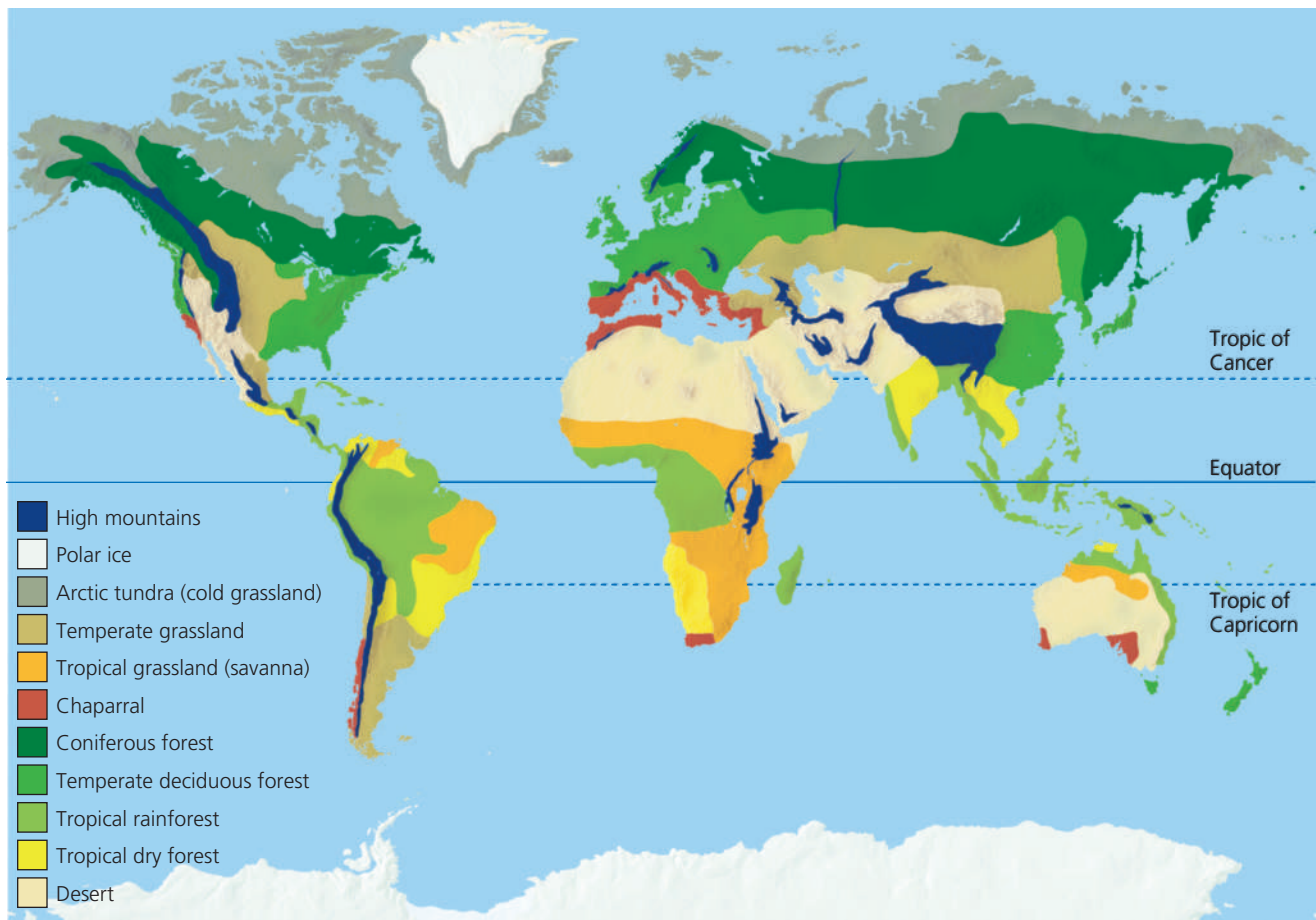 Tropic of
Cancer
Equator
Tropic of
Capricorn
High mountains
Polar ice
Arctic tundra (cold grassland)
Temperate grassland
Tropical grassland (savanna)
Chaparral
Coniferous forest
Temperate deciduous forest
Tropical rainforest
Tropical dry forest
Desert